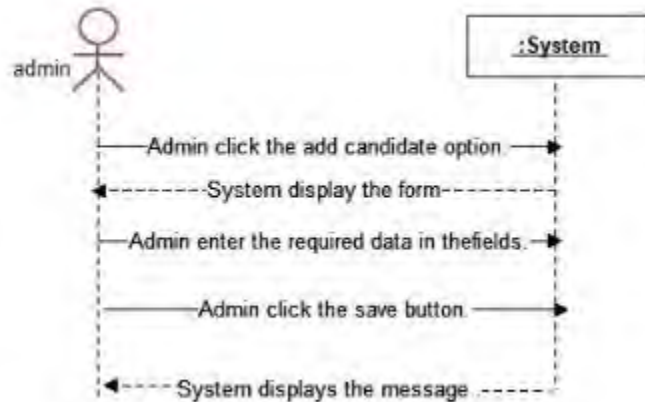 admin
:System
Admin click the add candidate option.
System display the form
Admin enter the required data in thefields.
Admin click the save button.
System displays the message .